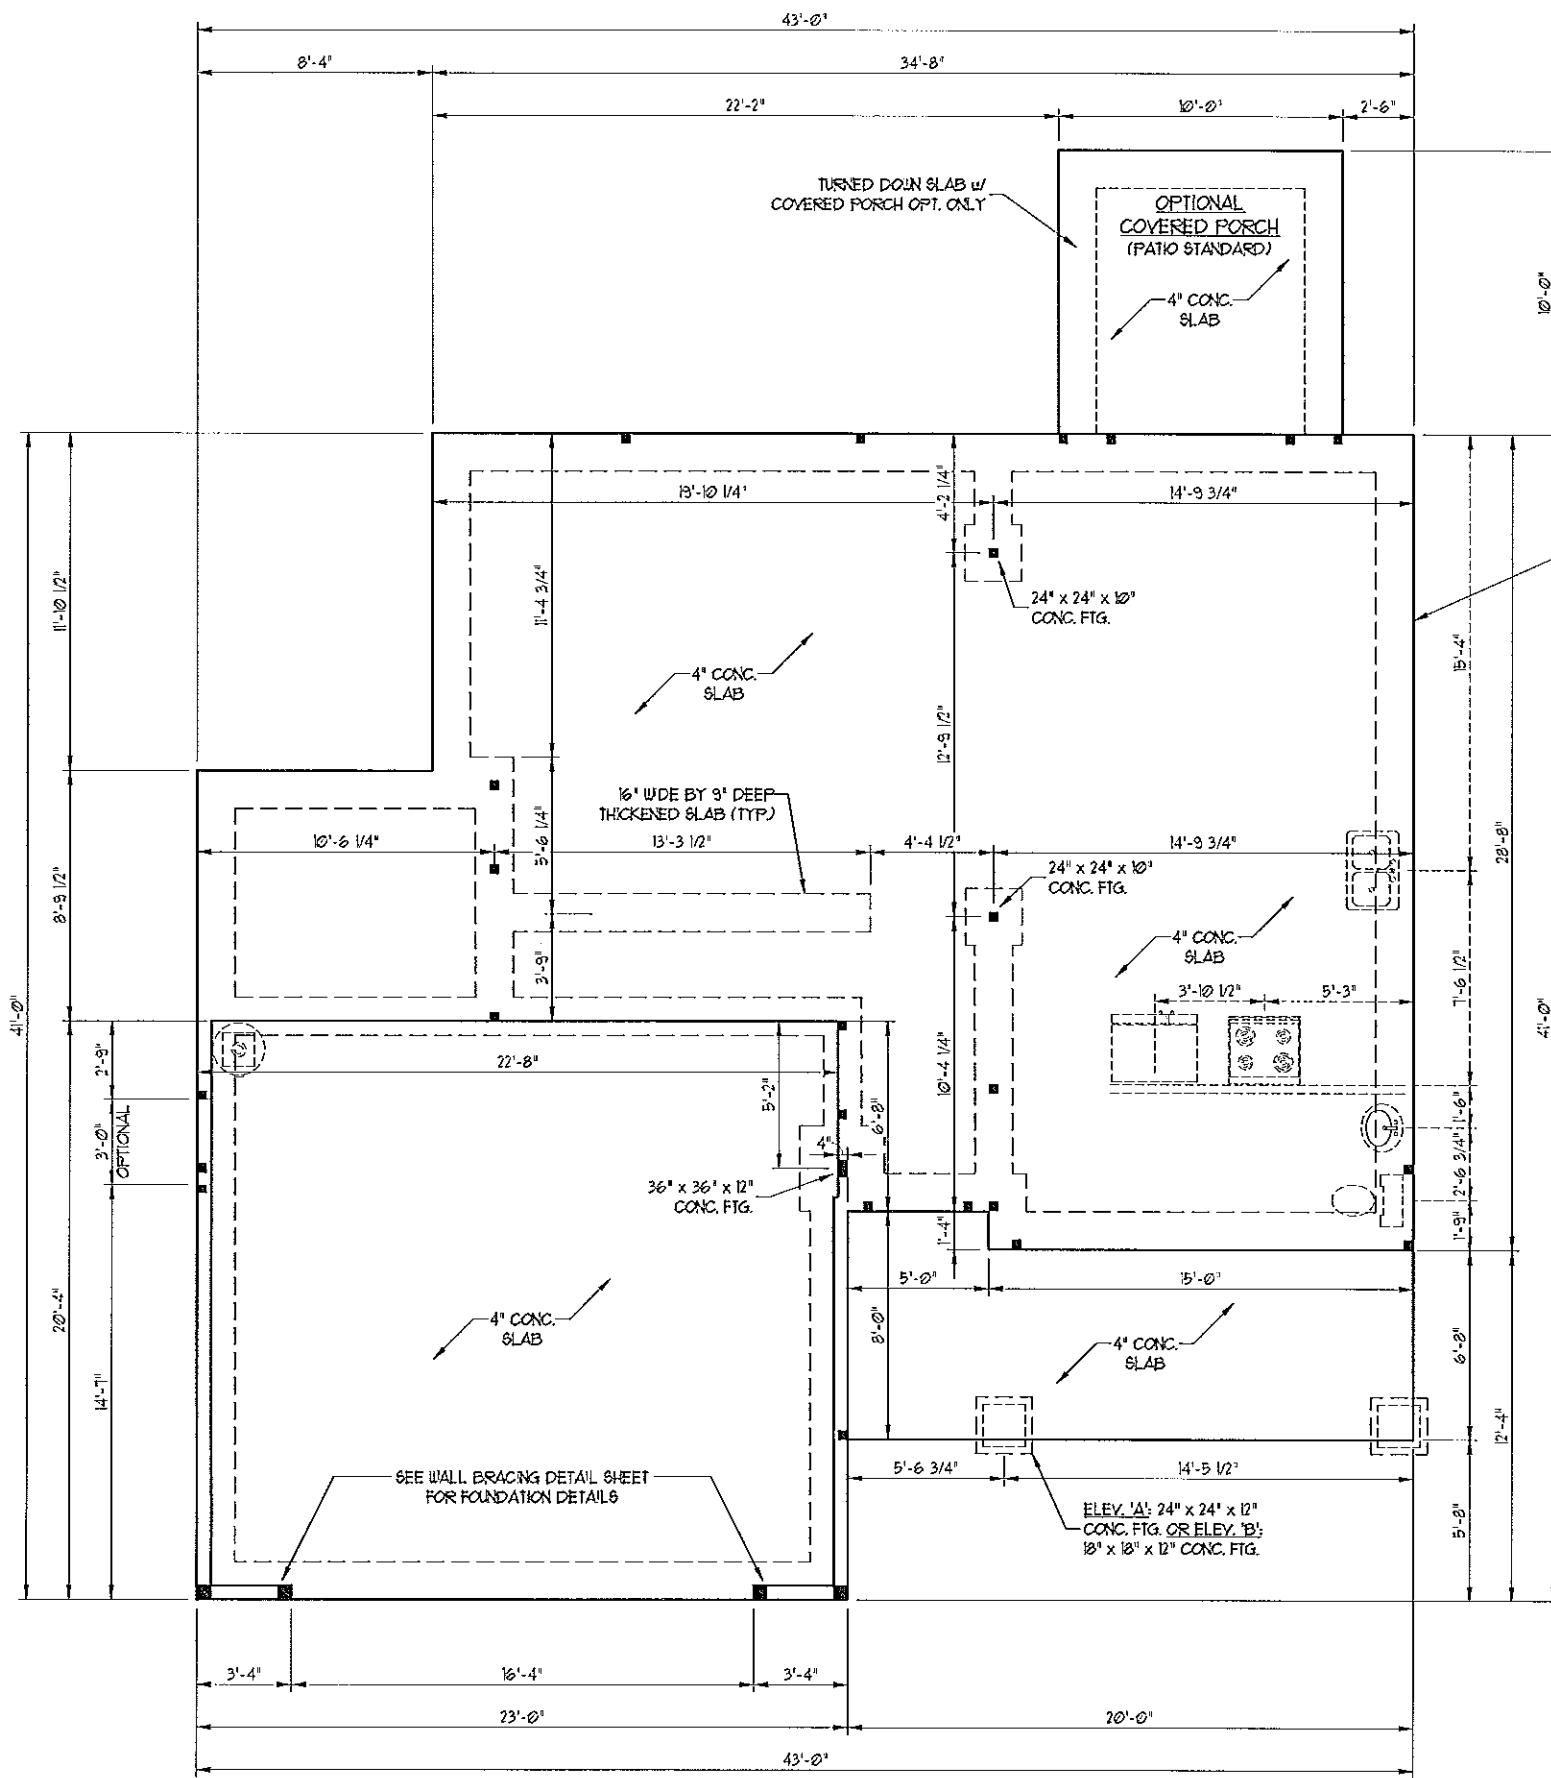 43'-0"
8'-4"
34'-8"
22'-2"
10'-0"
2'-6"
TURNED DOWN SLAB w/
COVERED PORCH OPT. ONLY
OPTIONAL
COVERED PORCH
(PATIO STANDARD)
4" CONC.
SLAB
10'-0"
19'-10 1/4"
4'-2 1/4"
14'-9 3/4"
11'-10 1/2"
11'-4 3/4"
24" x 24" x 10"
CONC. FTG.
4" CONC.
SLAB
15'-4"
12'-9 1/2"
16" WIDE BY 9" DEEP
THICKENED SLAB (TYP.)
10'-6 1/4"
5'-6 1/4"
13'-3 1/2"
4'-4 1/2"
14'-9 3/4"
28'-8"
24" x 24" x 10"
CONC. FTG.
8'-9 1/2"
3'-9"
4" CONC.
SLAB
7'-6 1/2"
3'-10 1/2"
5'-3"
41'-0"
41'-0"
2'-9"
22'-8"
5'-2"
6'-8"
10'-4 1/4"
1'-6"
3'-0"
OPTIONAL
4"
2'-6 3/4"
36" x 36" x 12"
CONC. FTG.
1'-4"
1'-9"
5'-0"
15'-0"
20'-4"
4" CONC.
SLAB
8'-0"
4" CONC.
SLAB
6'-8"
14'-7"
12'-4"
SEE WALL BRACING DETAIL SHEET
FOR FOUNDATION DETAILS
5'-6 3/4"
14'-5 1/2"
ELEV. 'A': 24" x 24" x 12"
CONC. FTG. OR ELEV. 'B':
18" x 18" x 12" CONC. FTG.
5'-8"
3'-4"
16'-4"
3'-4"
23'-0"
20'-0"
43'-0"